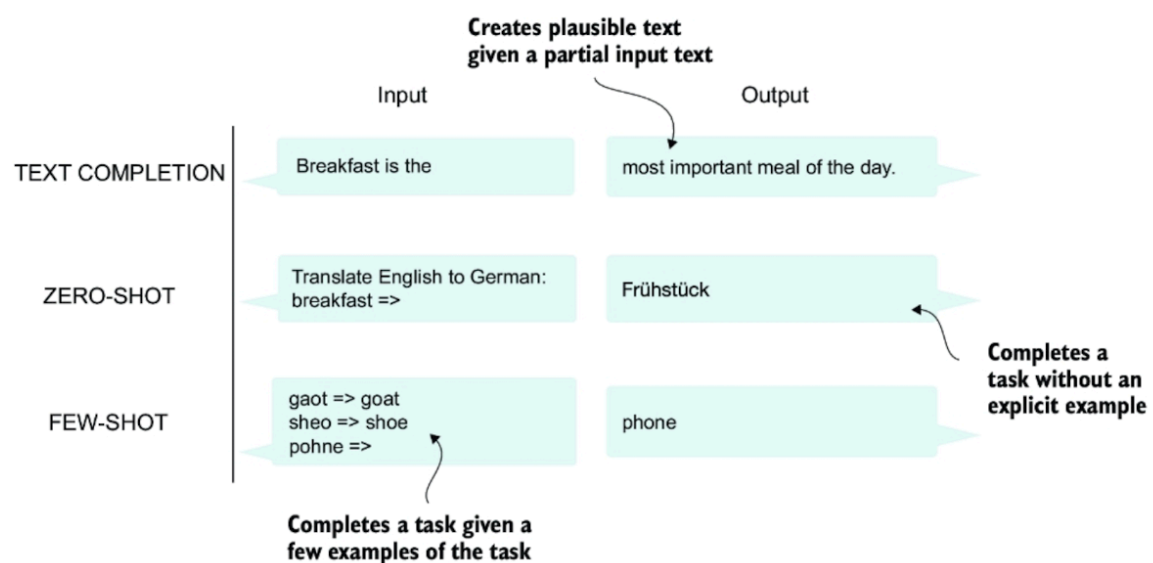 Creates plausible text
given a partial input text
Input
Output
TEXT COMPLETION
Breakfast is the
most important meal of the day.
ZERO-SHOT
Translate English to German:
breakfast =>
Frühstück
Completes a
task without an
explicit example
FEW-SHOT
gaot => goat
sheo => shoe
pohne =>
phone
Completes a task given a
few examples of the task